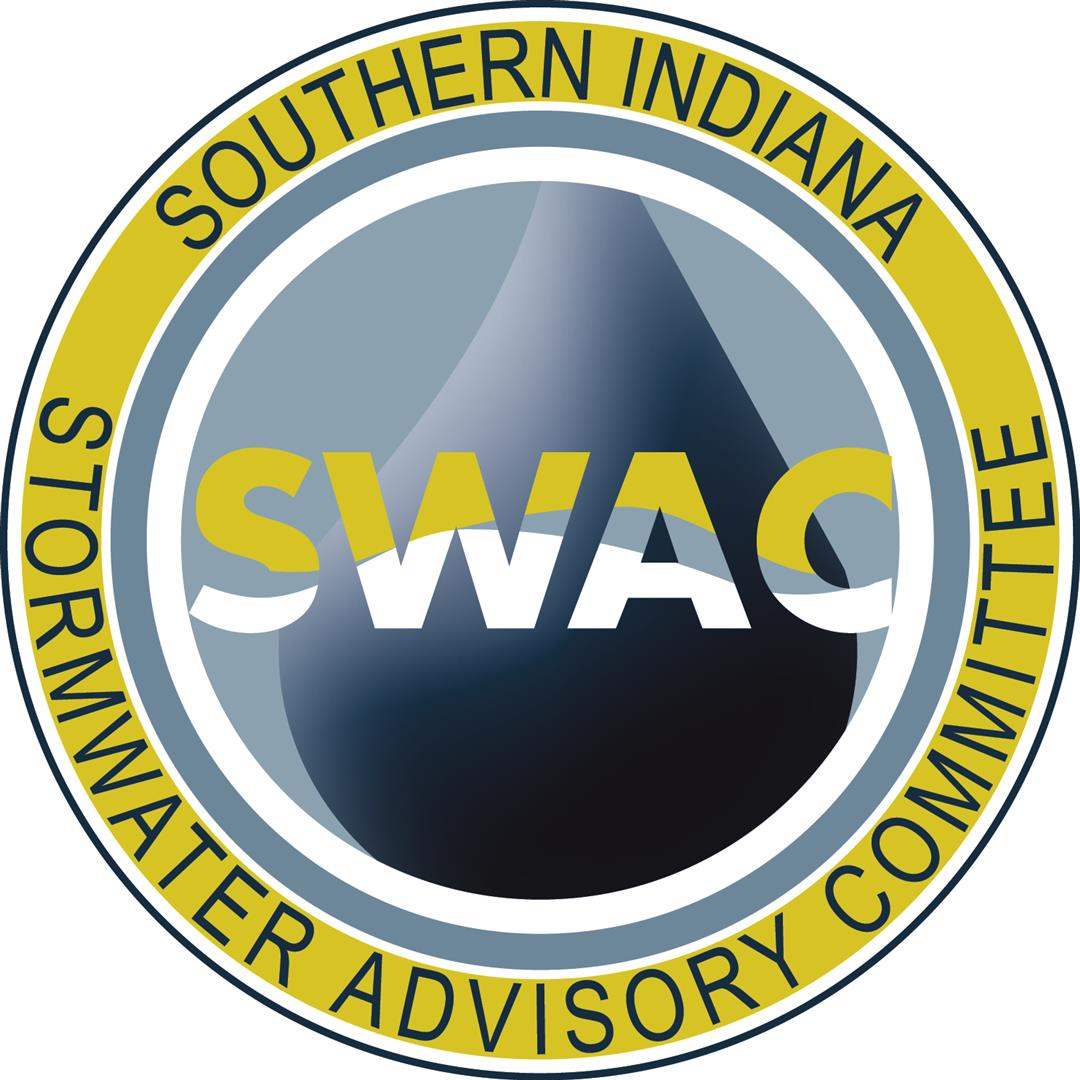 SOUTHERN INDIANA
SWAC
STORMWATER ADVISORY COMMITTEE